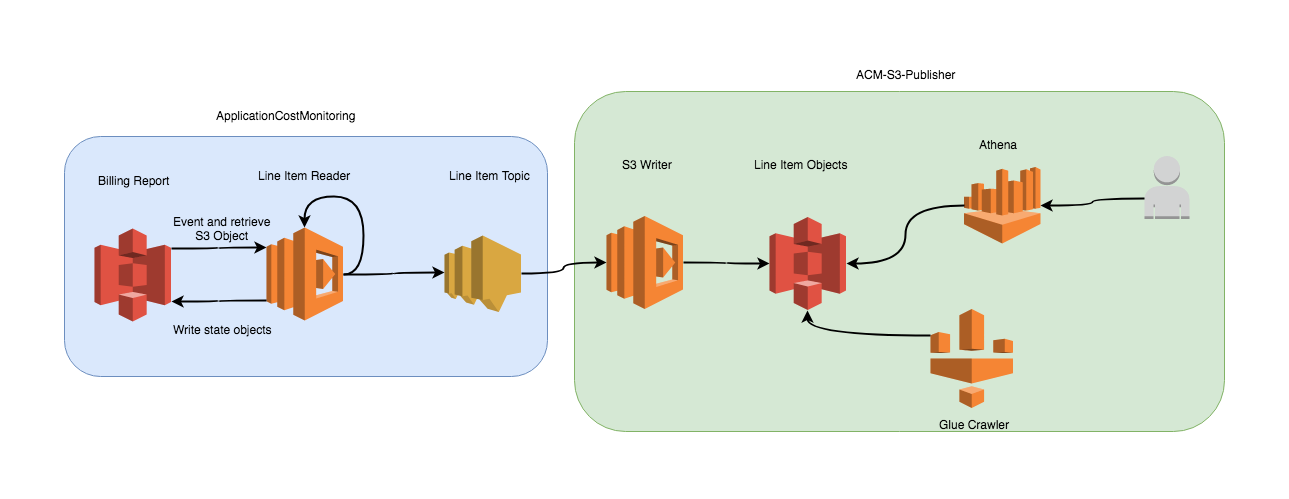 ACM-S3-Publisher
ApplicationCostMonitoring
Billing Report
Line Item Reader
Line Item Topic
Event and retrieve
S3 Object
Write state objects
S3 Writer
Line Item Objects
Athena
Glue Crawler